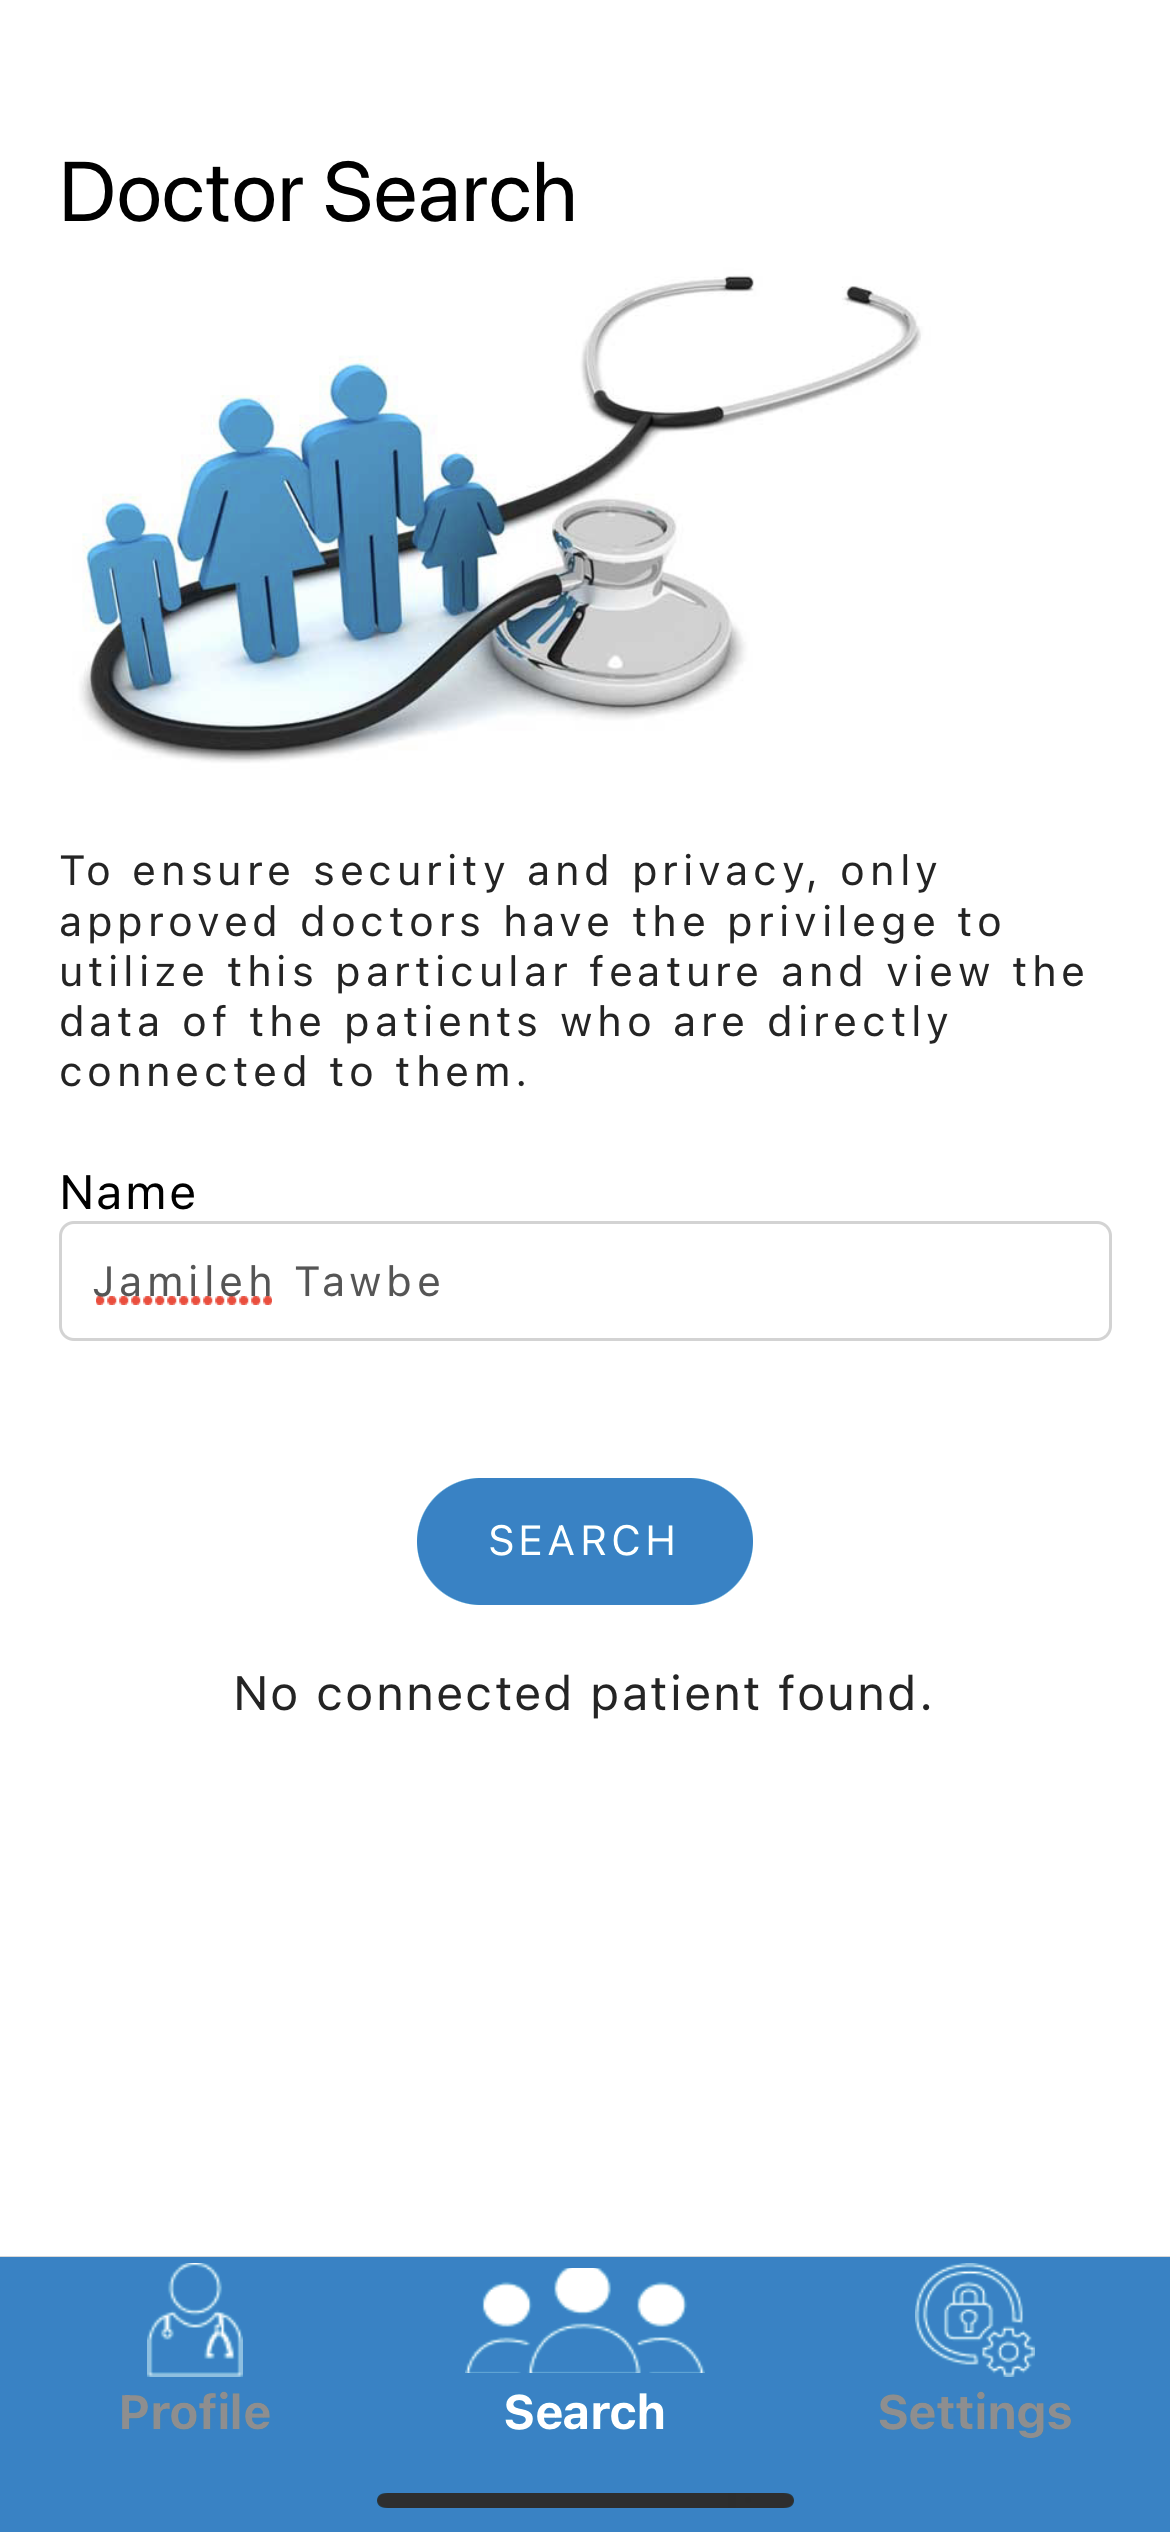 Doctor Search
To ensure security and privacy, only
approved doctors have the privilege to
utilize this particular feature and view the
data of the patients who are directly
connected to them.
Name
Jamileh Tawbe
SEARCH
No connected patient found.
Profile Search Settings